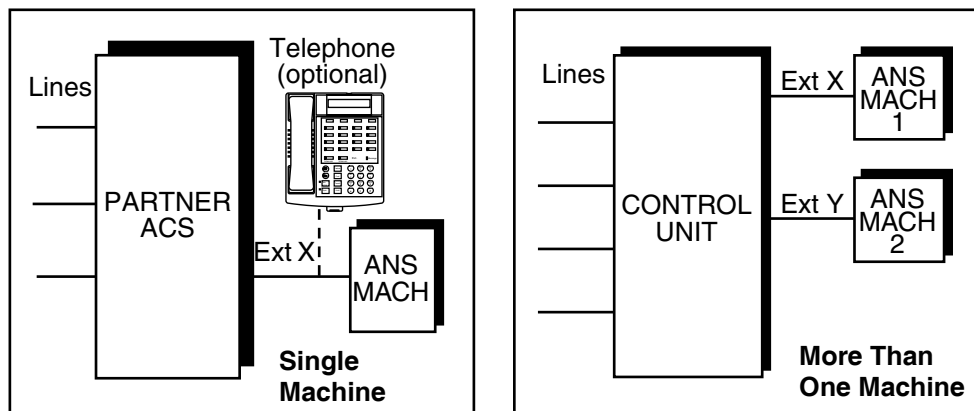 Lines
Telephone
(optional)
PARTNER
ACS
Ext X
ANS
MACH
Single
Machine
Lines
CONTROL
UNIT
Ext X
ANS
MACH
1
Ext Y
ANS
MACH
2
More Than
One Machine